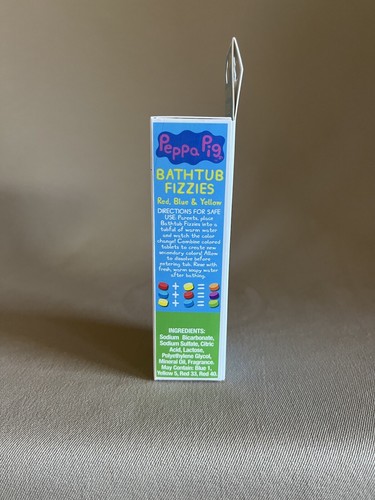 Peppa Pig
BATHTUB
FIZZIES
Red, Blue & Yellow
DIRECTIONS FOR SAFE
USE: Parents, place
Bathtub Fizzies into a
tubful of warm water
and watch the color
change! Combine colored
tablets to create new
secondary colors! Allow
to dissolve before
entering tub. Rinse with
fresh, warm soapy water
after bathing.
+ =
+ =
+ =
INGREDIENTS:
Sodium Bicarbonate,
Sodium Sulfate, Citric
Acid, Lactose,
Polyethylene Glycol,
Mineral Oil, Fragrance.
May Contain: Blue 1,
Yellow 5, Red 33, Red 40.